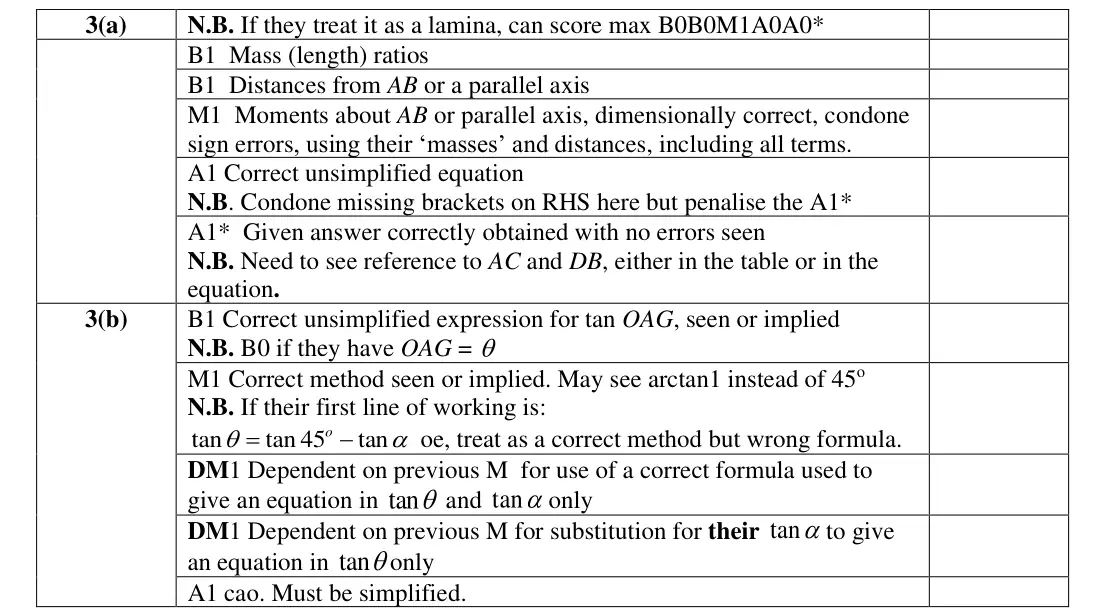 3(a) N.B. If they treat it as a lamina, can score max B0B0M1A0A0*
B1 Mass (length) ratios
B1 Distances from AB or a parallel axis
M1 Moments about AB or parallel axis, dimensionally correct, condone
sign errors, using their ‘masses’ and distances, including all terms.
A1 Correct unsimplified equation
N.B. Condone missing brackets on RHS here but penalise the A1*
A1* Given answer correctly obtained with no errors seen
N.B. Need to see reference to AC and DB, either in the table or in the
equation.
3(b) B1 Correct unsimplified expression for tan OAG, seen or implied
N.B. B0 if they have OAG = θ
M1 Correct method seen or implied. May see arctan1 instead of 45º
N.B. If their first line of working is:
tan θ = tan 45º − tan α oe, treat as a correct method but wrong formula.
DM1 Dependent on previous M for use of a correct formula used to
give an equation in tan θ and tan α only
DM1 Dependent on previous M for substitution for their tan α to give
an equation in tan θ only
A1 cao. Must be simplified.